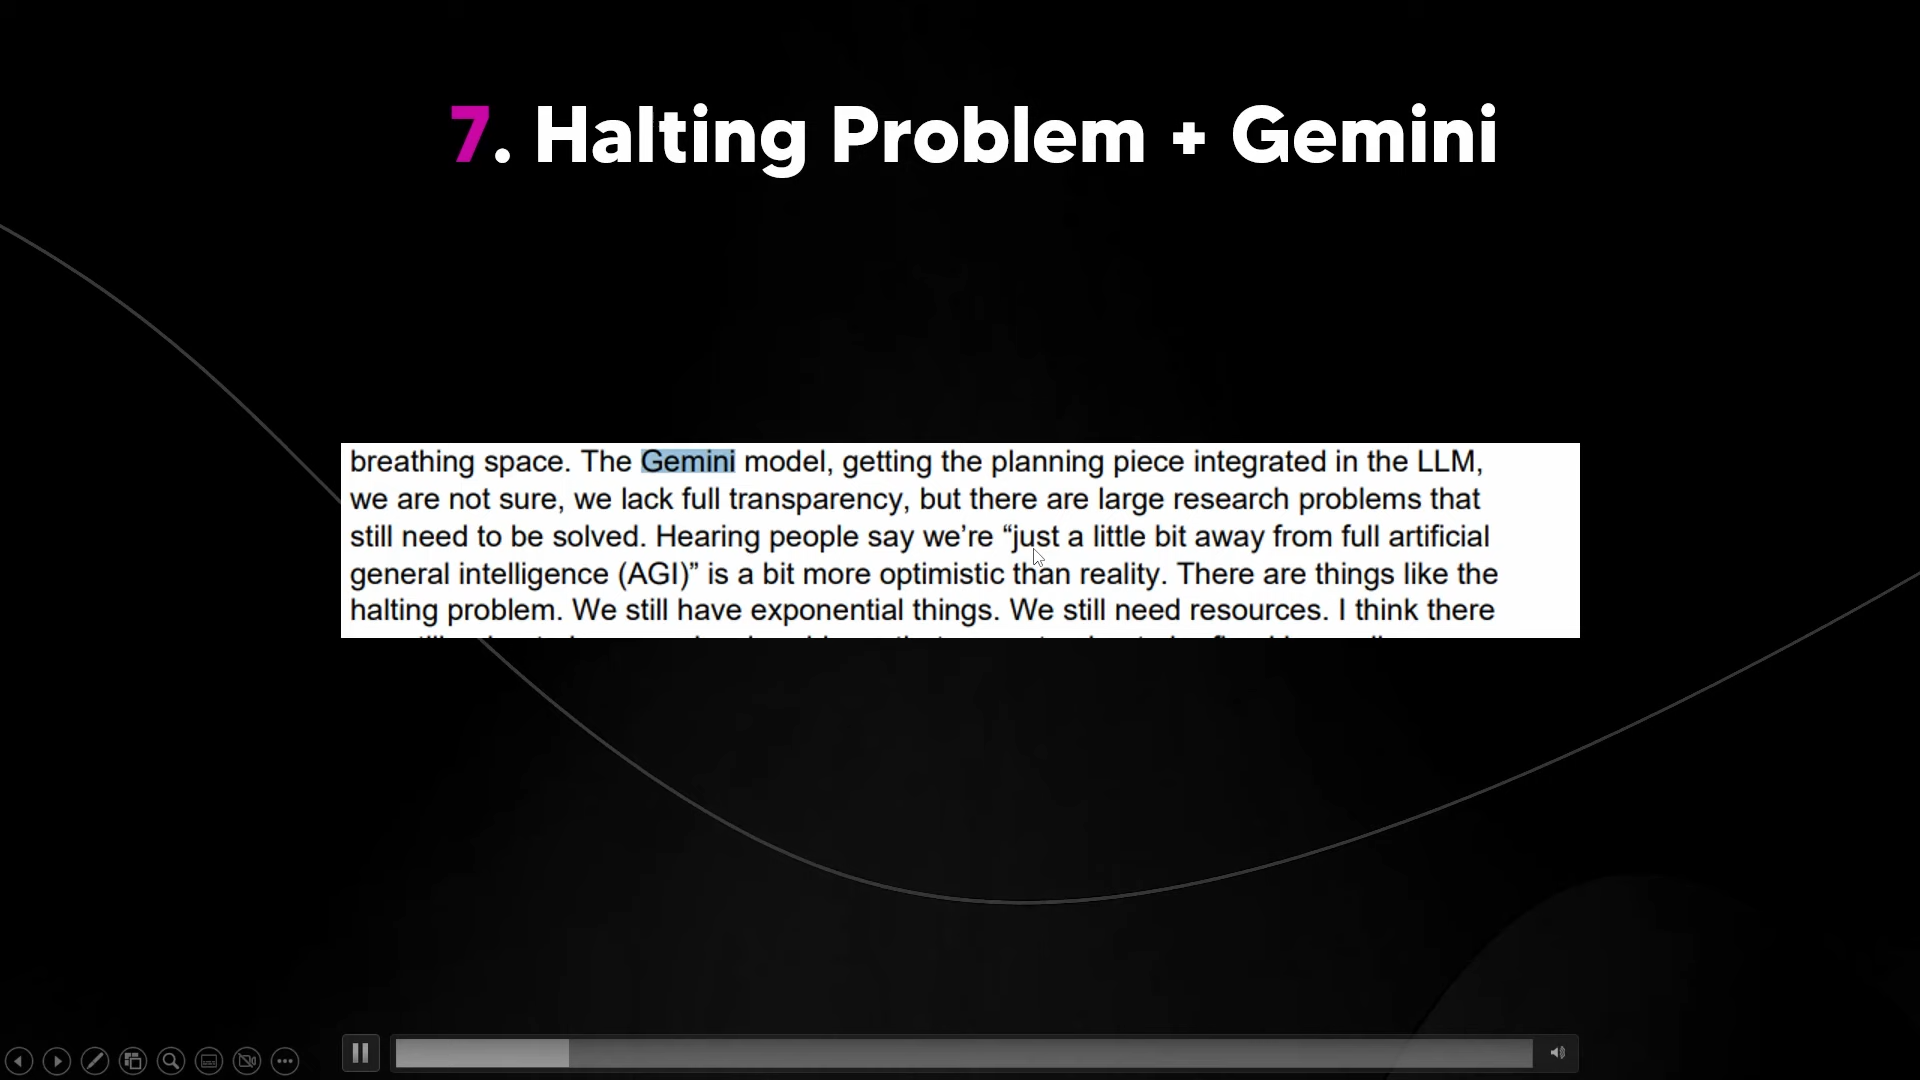 7. Halting Problem + Gemini
breathing space. The Gemini model, getting the planning piece integrated in the LLM,
we are not sure, we lack full transparency, but there are large research problems that
still need to be solved. Hearing people say we’re “just a little bit away from full artificial
general intelligence (AGI)” is a bit more optimistic than reality. There are things like the
halting problem. We still have exponential things. We still need resources. I think there